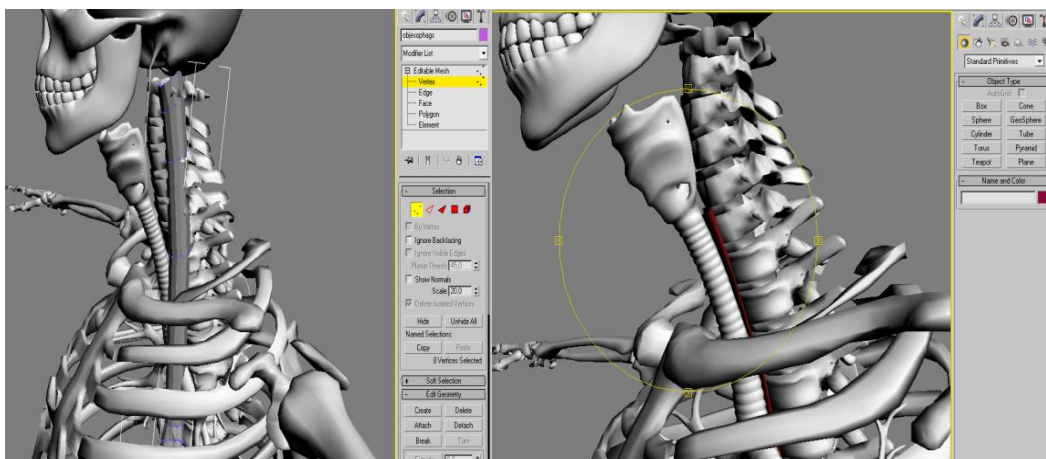 objesophags
Modifier List
Editable Mesh
Vertex
Edge
Face
Polygon
Element
Selection
By Vertex
Ignore Backfacing
Ignore Visible Edges
Planar Thresh: 45,0
Show Normals
Scale: 20,0
Delete Isolated Vertices
Hide Unhide All
Named Selections:
Copy Paste
0 Vertices Selected
+ Soft Selection
- Edit Geometry
Create Delete
Attach Detach
Break Turn
Standard Primitives
- Object Type
AutoGrid
Box Cone
Sphere GeoSphere
Cylinder Tube
Torus Pyramid
Teapot Plane
- Name and Color